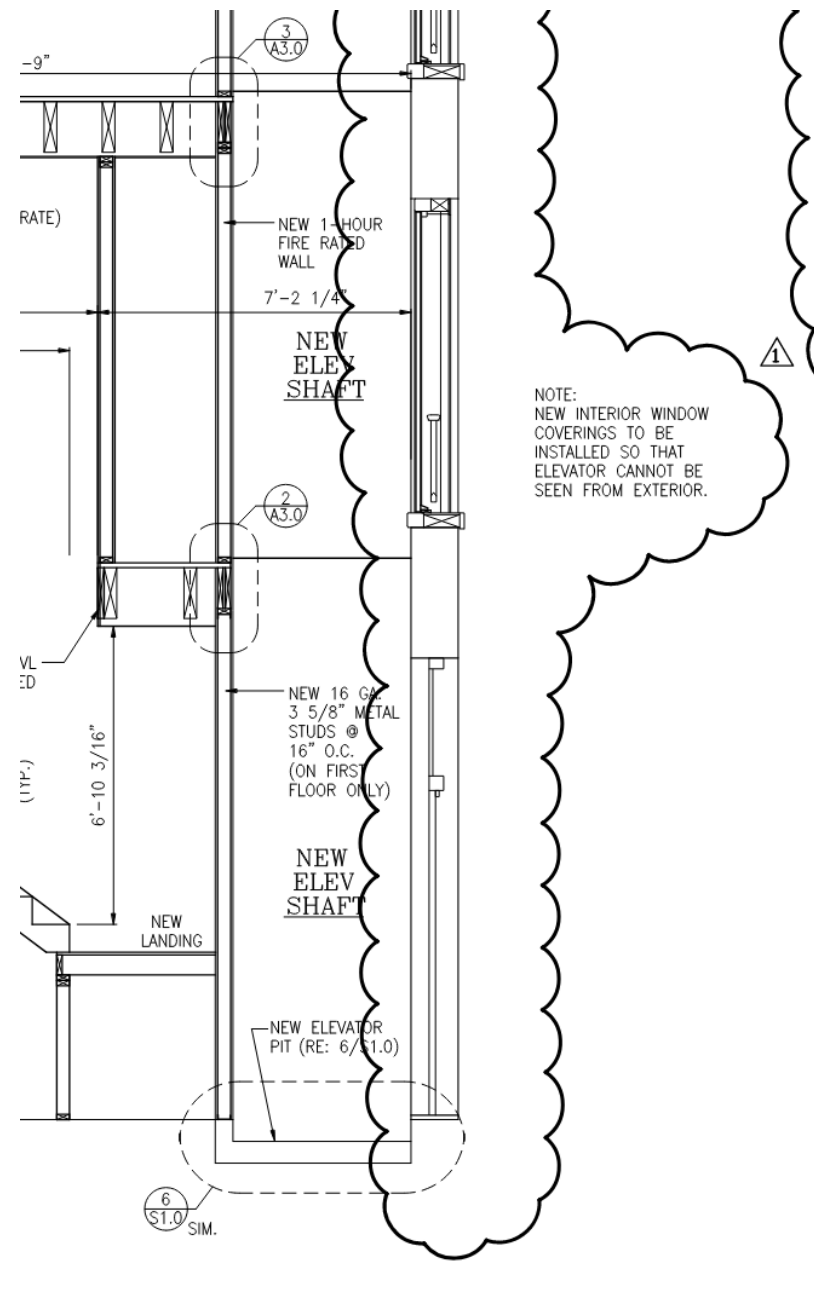 3
A3.0
-9"
RATE)
NEW 1-HOUR
FIRE RATED
WALL
7'-2 1/4"
NEW
ELEV
SHAFT
1
NOTE:
NEW INTERIOR WINDOW
COVERINGS TO BE
INSTALLED SO THAT
ELEVATOR CANNOT BE
SEEN FROM EXTERIOR.
2
A3.0
VL
ED
NEW 16 GA.
3 5/8" METAL
STUDS @
16" O.C.
(ON FIRST
FLOOR ONLY)
(TYP.)
6'-10 3/16"
NEW
ELEV
SHAFT
NEW
LANDING
NEW ELEVATOR
PIT (RE: 6/S1.0)
6
S1.0
SIM.